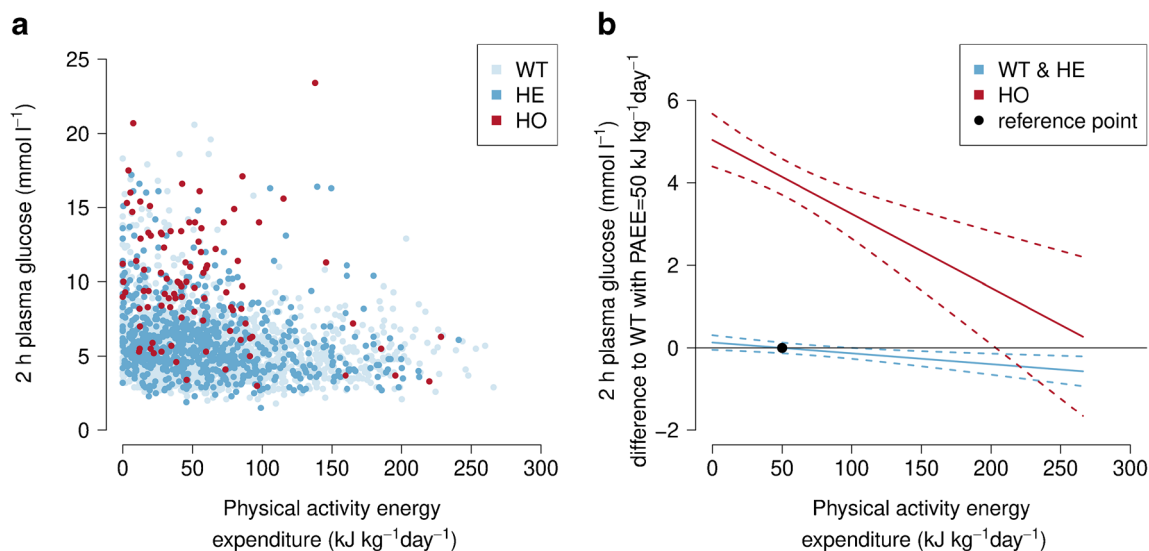 a
25
20
15
10
5
0
2 h plasma glucose (mmol l⁻¹)
WT
HE
HO
0 50 100 150 200 250 300
Physical activity energy
expenditure (kJ kg⁻¹day⁻¹)
b
6
4
2
0
−2
2 h plasma glucose (mmol l⁻¹)
difference to WT with PAEE=50 kJ kg⁻¹day⁻¹
WT & HE
HO
reference point
0 50 100 150 200 250 300
Physical activity energy
expenditure (kJ kg⁻¹day⁻¹)